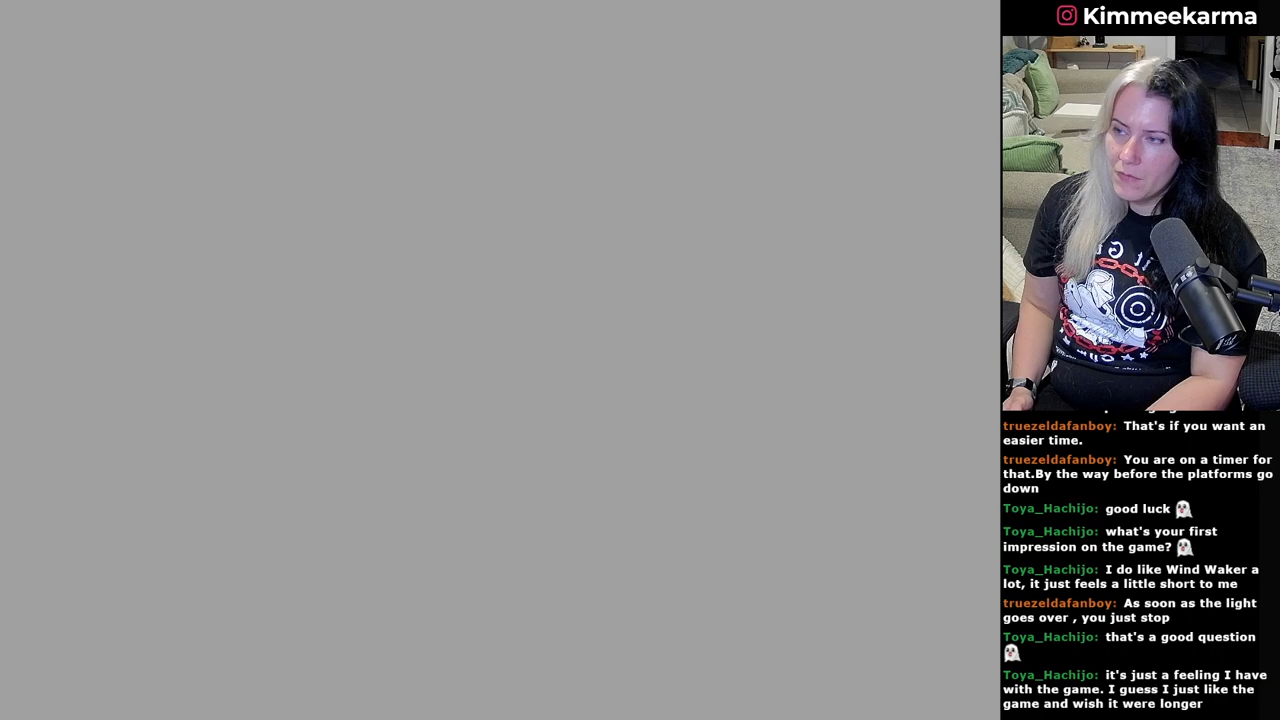 Kimmeekarma
truezeldafanboy: That's if you want an
easier time.
truezeldafanboy: You are on a timer for
that.By the way before the platforms go
down
Toya_Hachijo: good luck
Toya_Hachijo: what's your first
impression on the game?
Toya_Hachijo: I do like Wind Waker a
lot, it just feels a little short to me
truezeldafanboy: As soon as the light
goes over , you just stop
Toya_Hachijo: that's a good question
Toya_Hachijo: it's just a feeling I have
with the game. I guess I just like the
game and wish it were longer